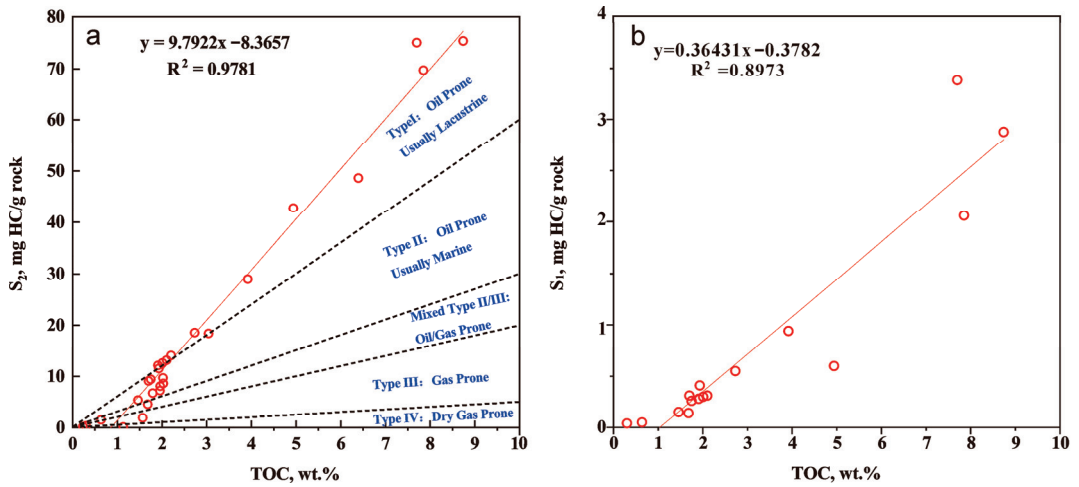 a
y = 9.7922x −8.3657
R² = 0.9781
TypeI: Oil Prone
Usually Lacustrine
Type II: Oil Prone
Usually Marine
Mixed Type II/III:
Oil/Gas Prone
Type III: Gas Prone
Type IV: Dry Gas Prone
S₂, mg HC/g rock
80
70
60
50
40
30
20
10
0
0 1 2 3 4 5 6 7 8 9 10
TOC, wt.%
b
y=0.36431x −0.3782
R² =0.8973
S₁, mg HC/g rock
4
3
2
1
0
0 1 2 3 4 5 6 7 8 9 10
TOC, wt.%